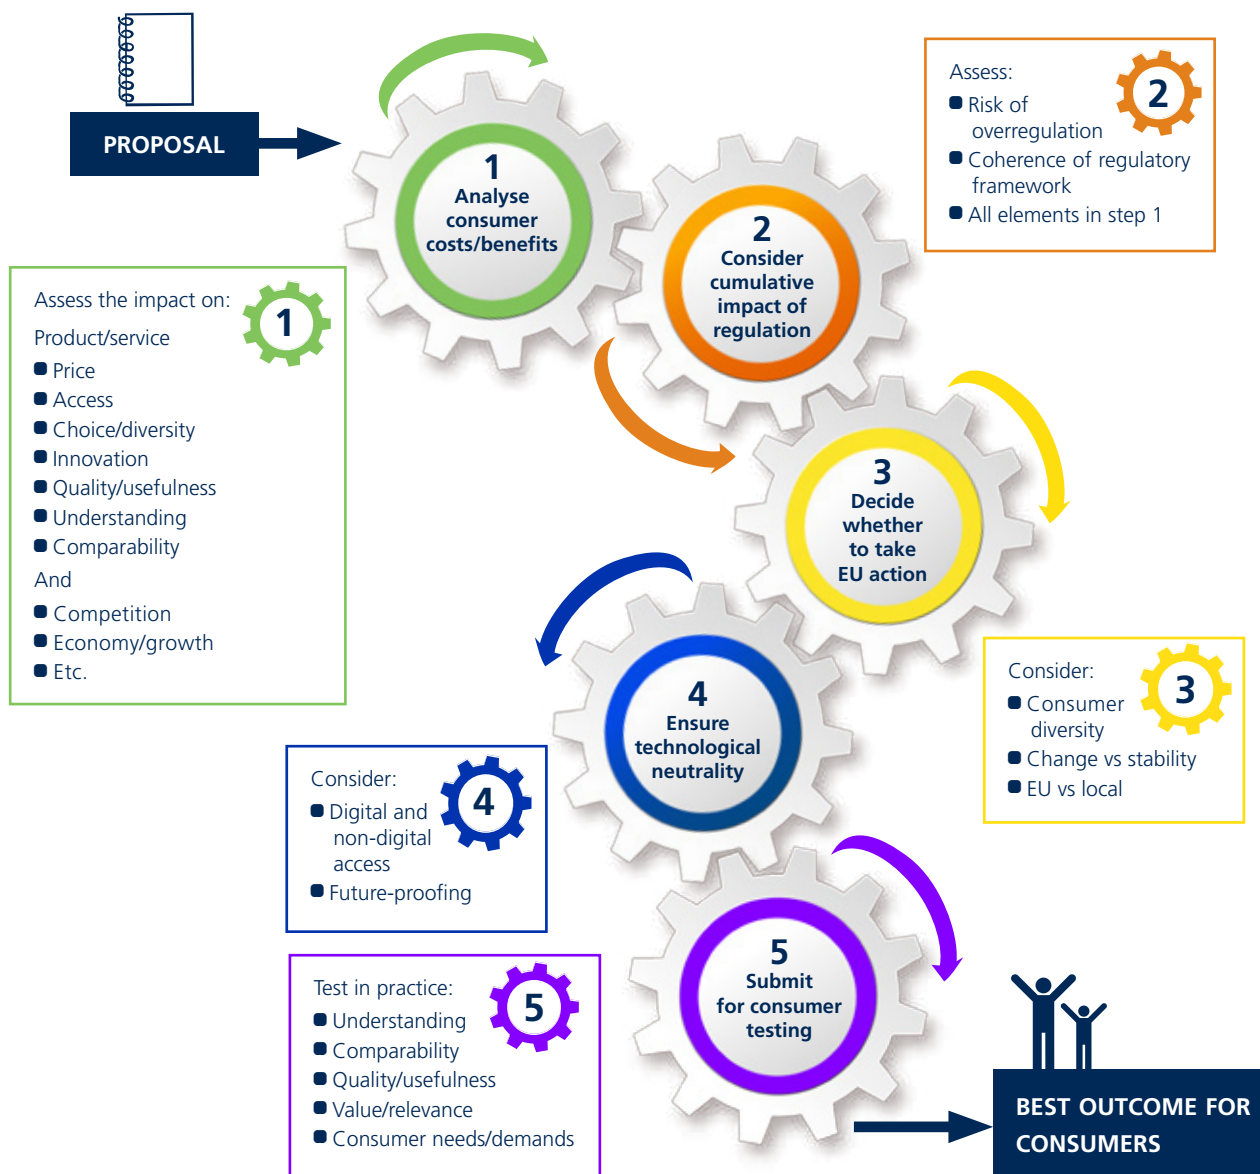 PROPOSAL
1
Analyse
consumer
costs/benefits
2
Consider
cumulative
impact of
regulation
3
Decide
whether
to take
EU action
4
Ensure
technological
neutrality
5
Submit
for consumer
testing
Assess the impact on:
1
Product/service
Price
Access
Choice/diversity
Innovation
Quality/usefulness
Understanding
Comparability
And
Competition
Economy/growth
Etc.
Assess:
2
Risk of
overregulation
Coherence of regulatory
framework
All elements in step 1
Consider:
3
Consumer
diversity
Change vs stability
EU vs local
Consider:
4
Digital and
non-digital
access
Future-proofing
Test in practice:
5
Understanding
Comparability
Quality/usefulness
Value/relevance
Consumer needs/demands
BEST OUTCOME FOR
CONSUMERS